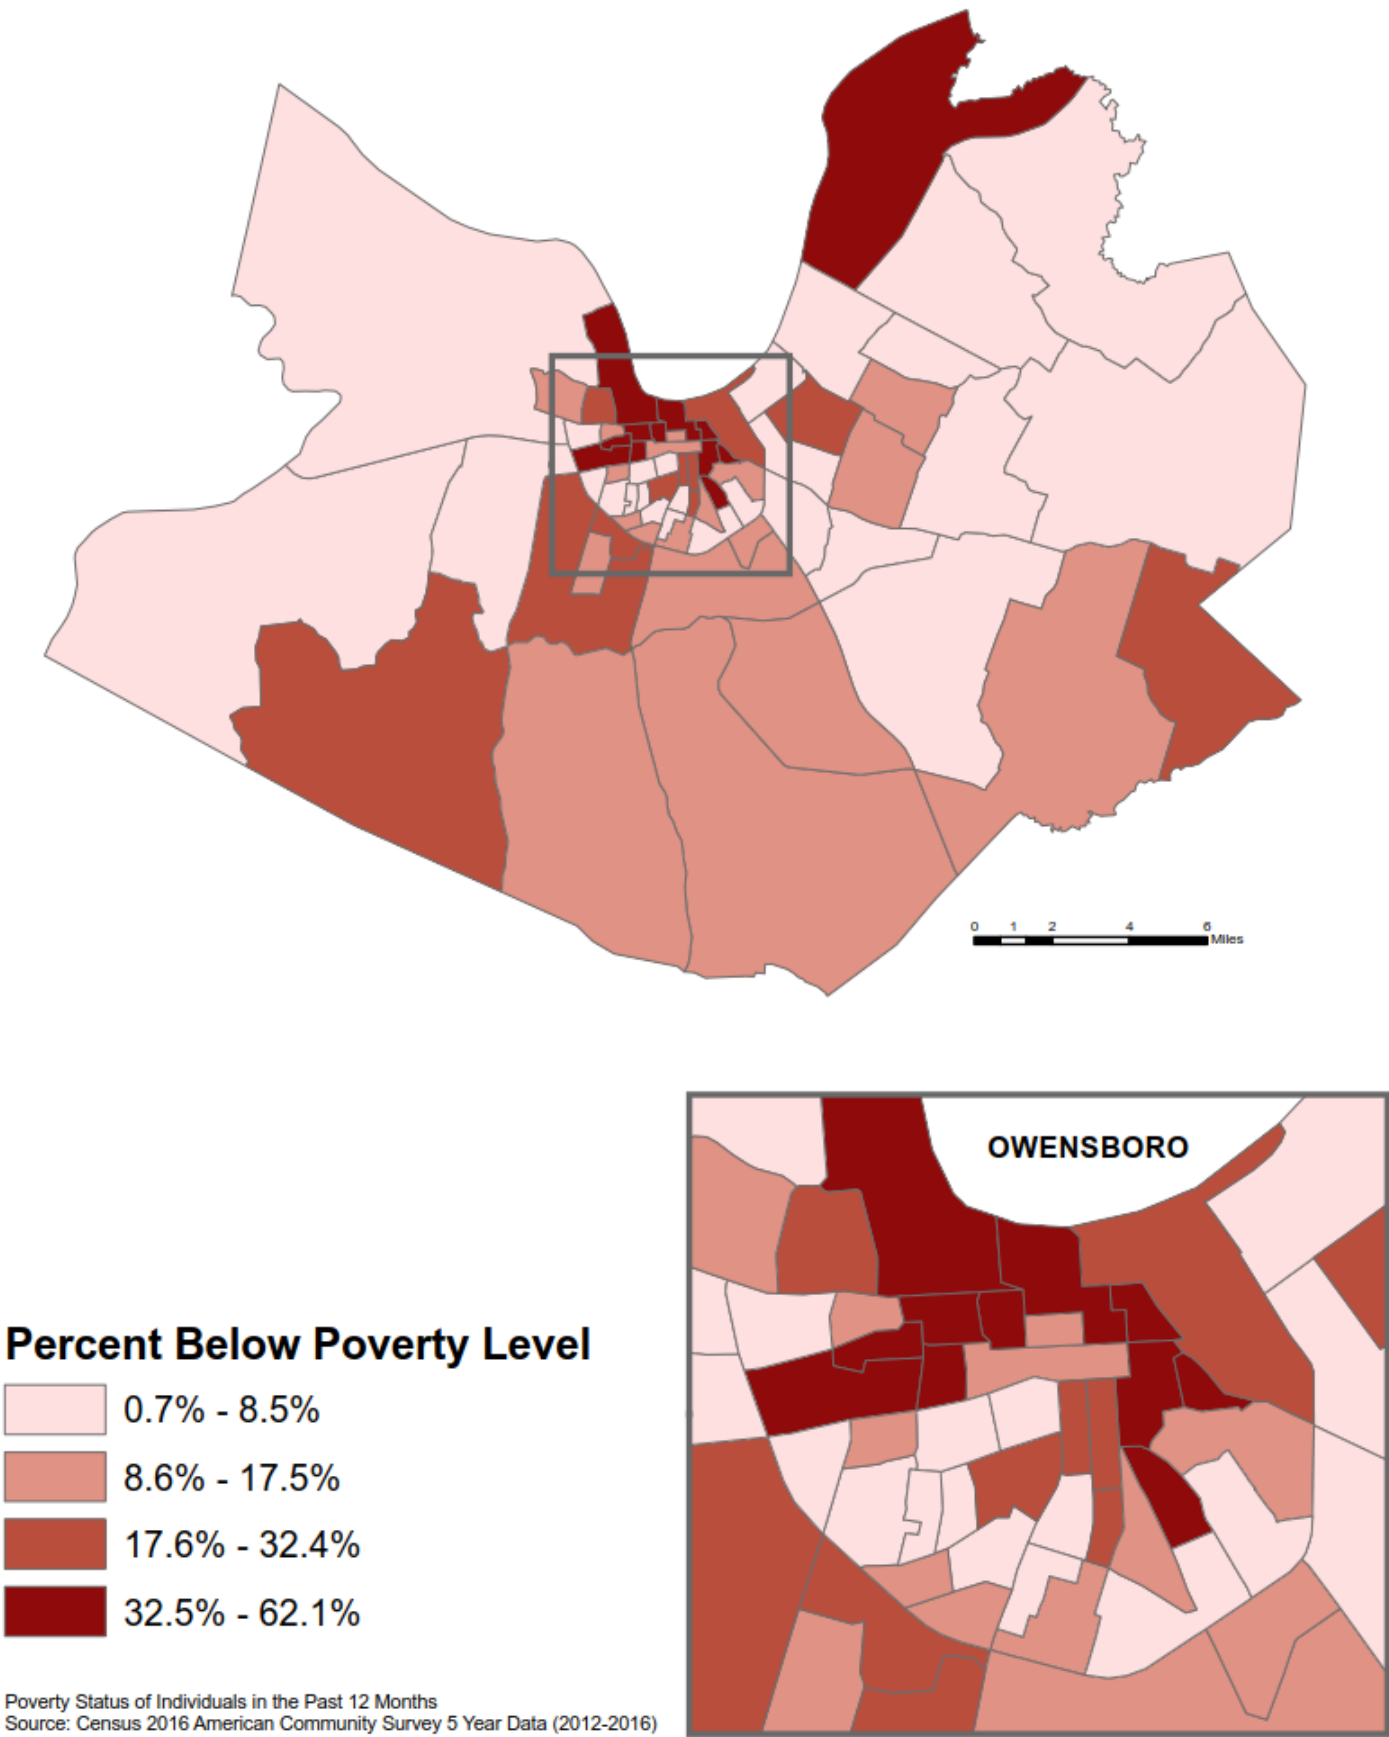 0 1 2 4 6
Miles
OWENSBORO
Percent Below Poverty Level
0.7% - 8.5%
8.6% - 17.5%
17.6% - 32.4%
32.5% - 62.1%
Poverty Status of Individuals in the Past 12 Months
Source: Census 2016 American Community Survey 5 Year Data (2012-2016)